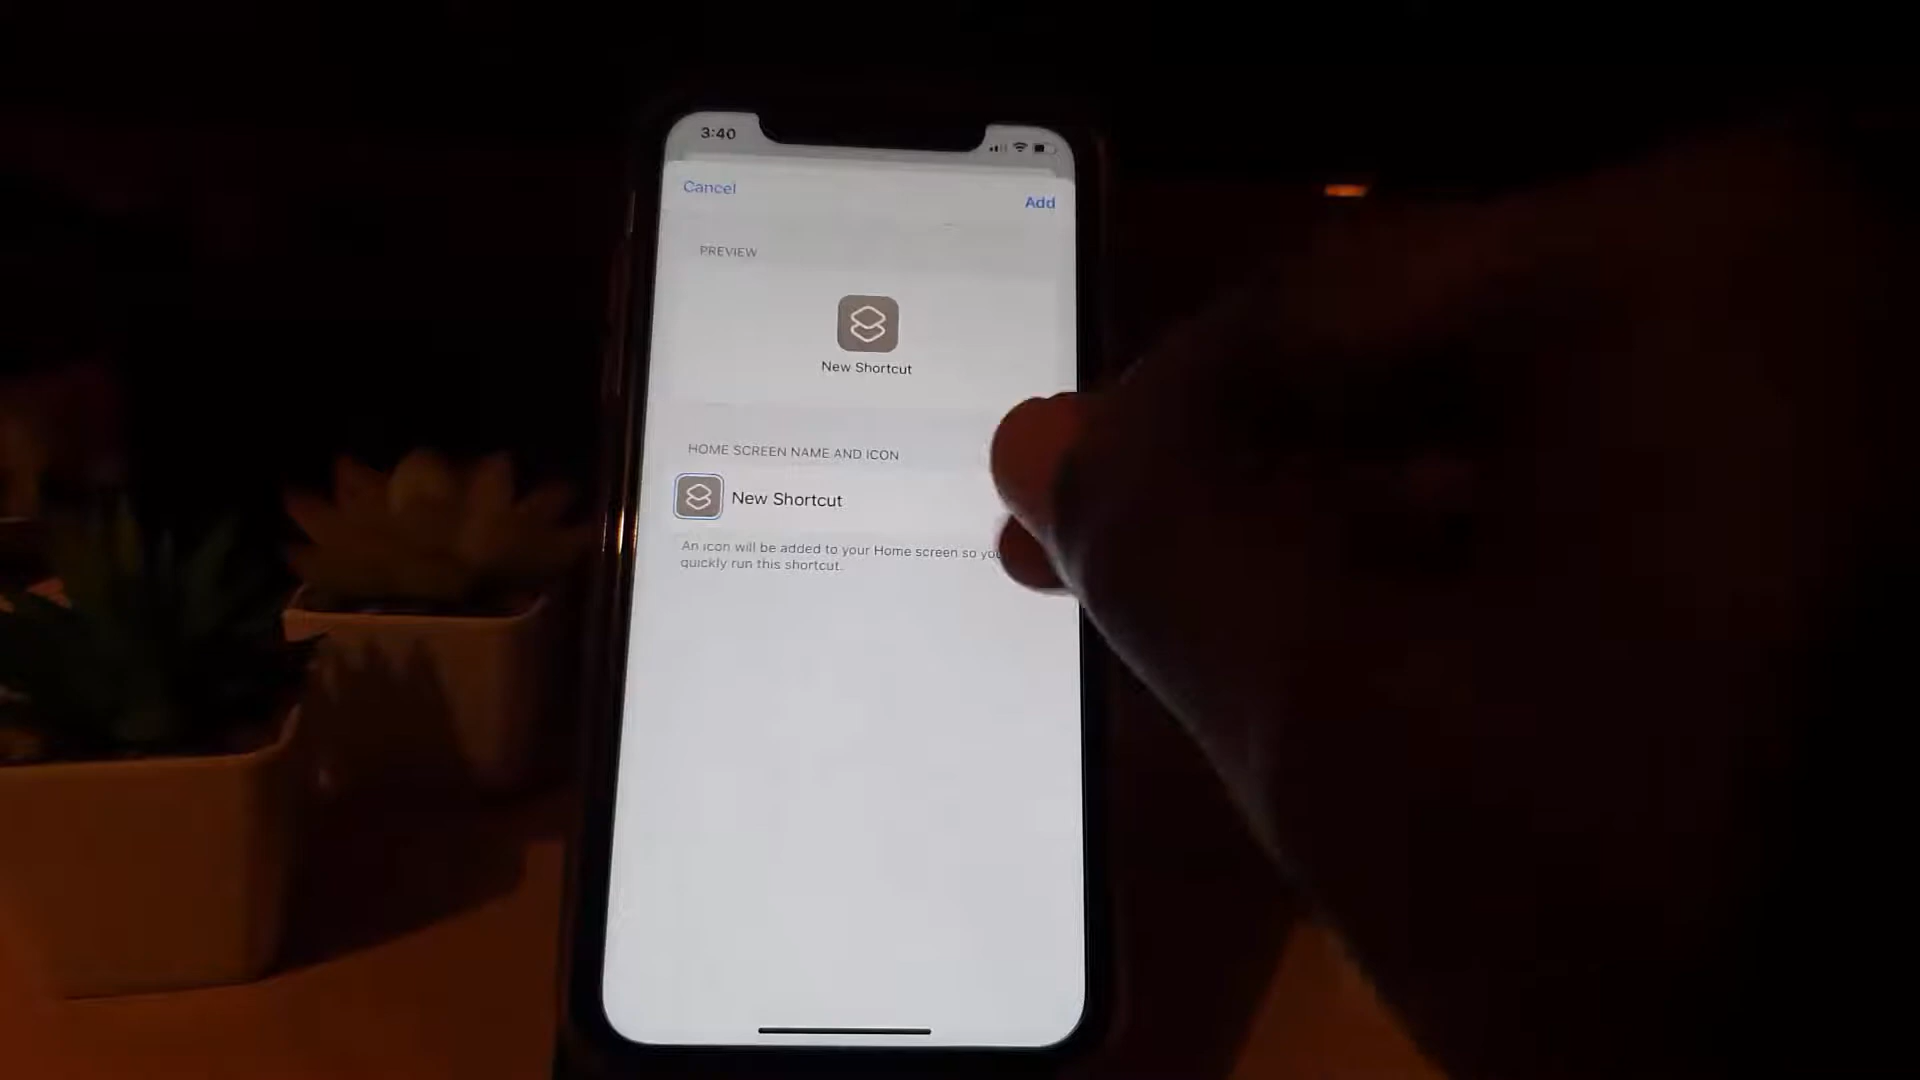 3:40
Cancel
Add
PREVIEW
New Shortcut
HOME SCREEN NAME AND ICON
New Shortcut
An icon will be added to your Home screen so
quickly run this shortcut.